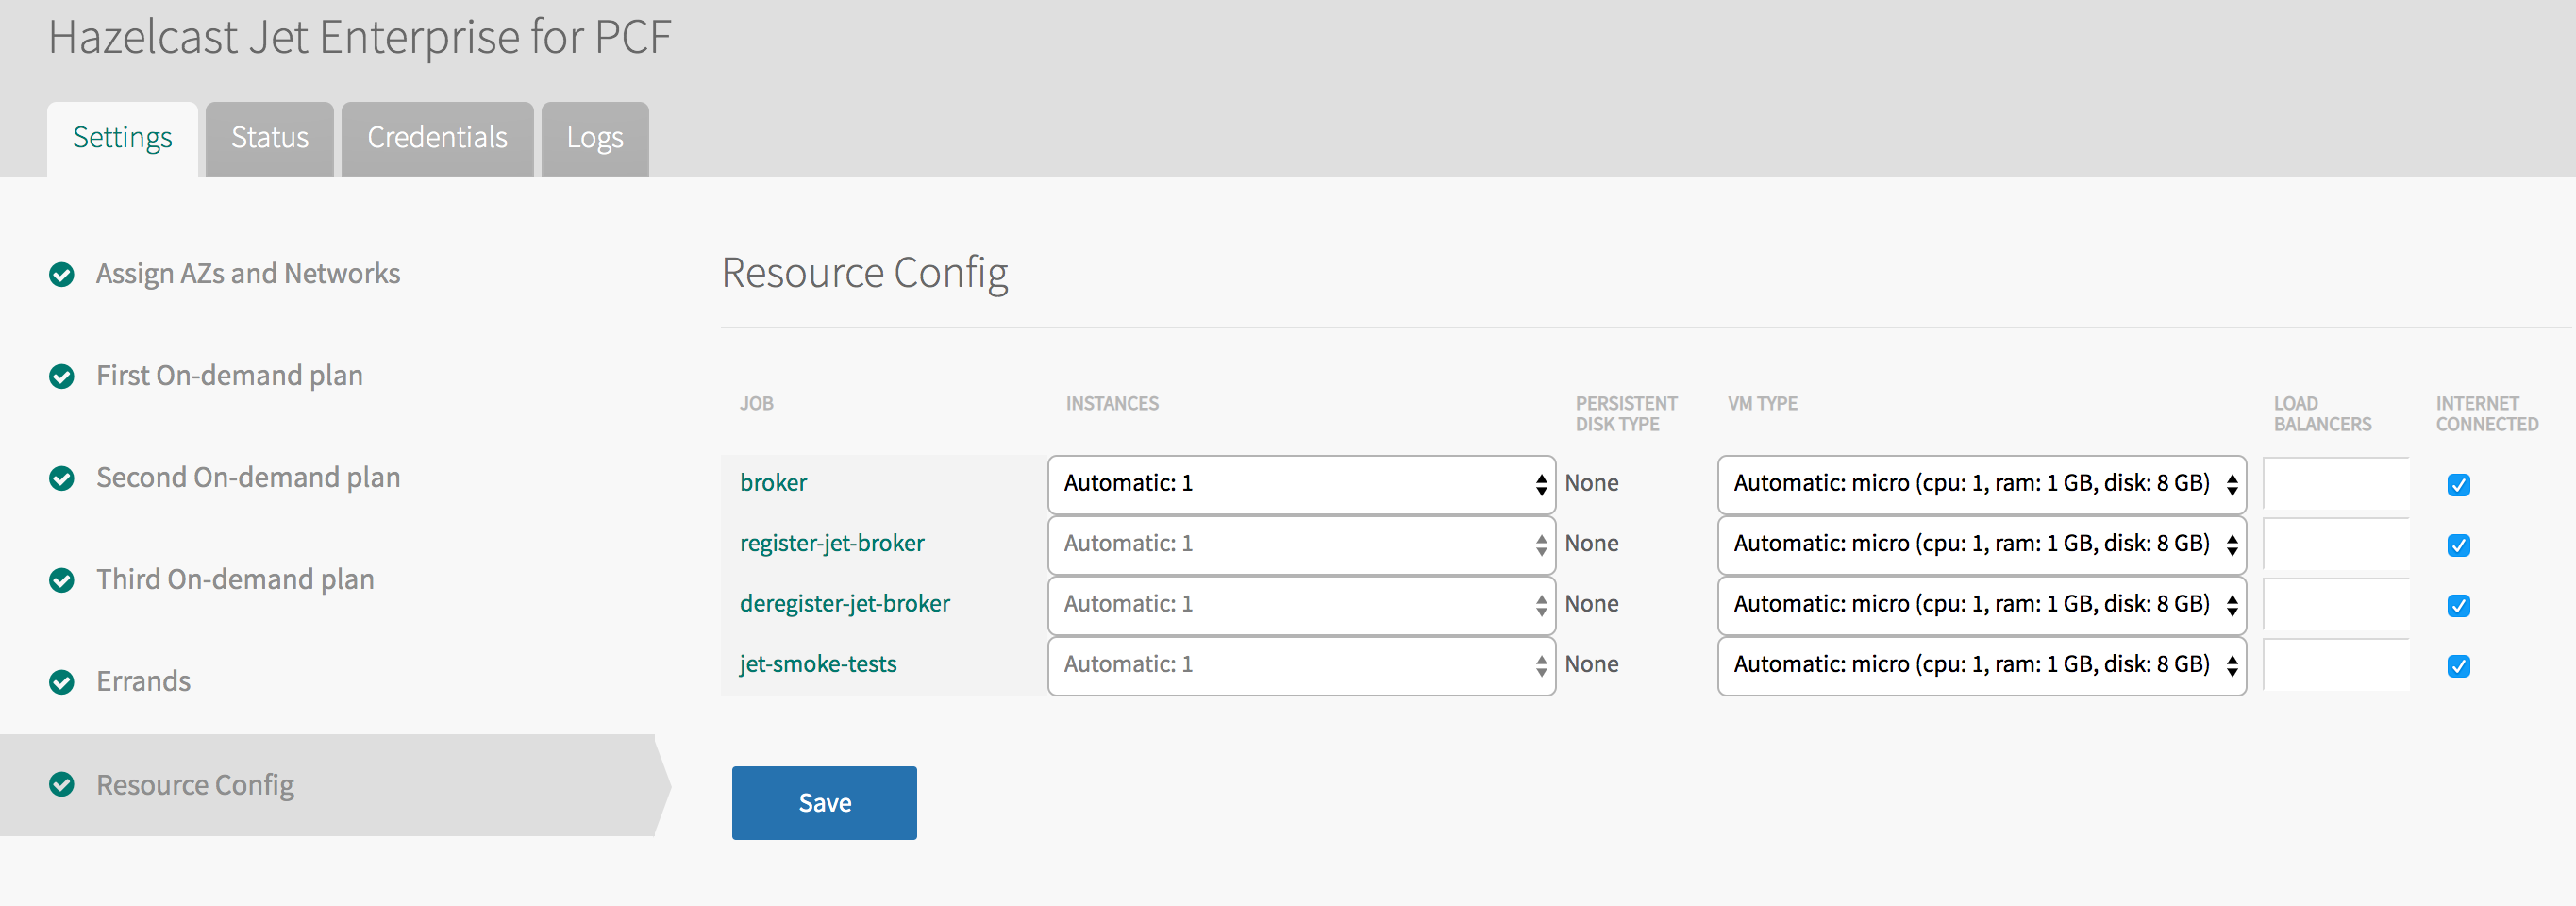 Hazelcast Jet Enterprise for PCF
Settings
Status
Credentials
Logs
Assign AZs and Networks
First On-demand plan
Second On-demand plan
Third On-demand plan
Errands
Resource Config
Resource Config
JOB
INSTANCES
PERSISTENT
DISK TYPE
VM TYPE
LOAD
BALANCERS
INTERNET
CONNECTED
broker
Automatic: 1
None
Automatic: micro (cpu: 1, ram: 1 GB, disk: 8 GB)
register-jet-broker
Automatic: 1
None
Automatic: micro (cpu: 1, ram: 1 GB, disk: 8 GB)
deregister-jet-broker
Automatic: 1
None
Automatic: micro (cpu: 1, ram: 1 GB, disk: 8 GB)
jet-smoke-tests
Automatic: 1
None
Automatic: micro (cpu: 1, ram: 1 GB, disk: 8 GB)
Save